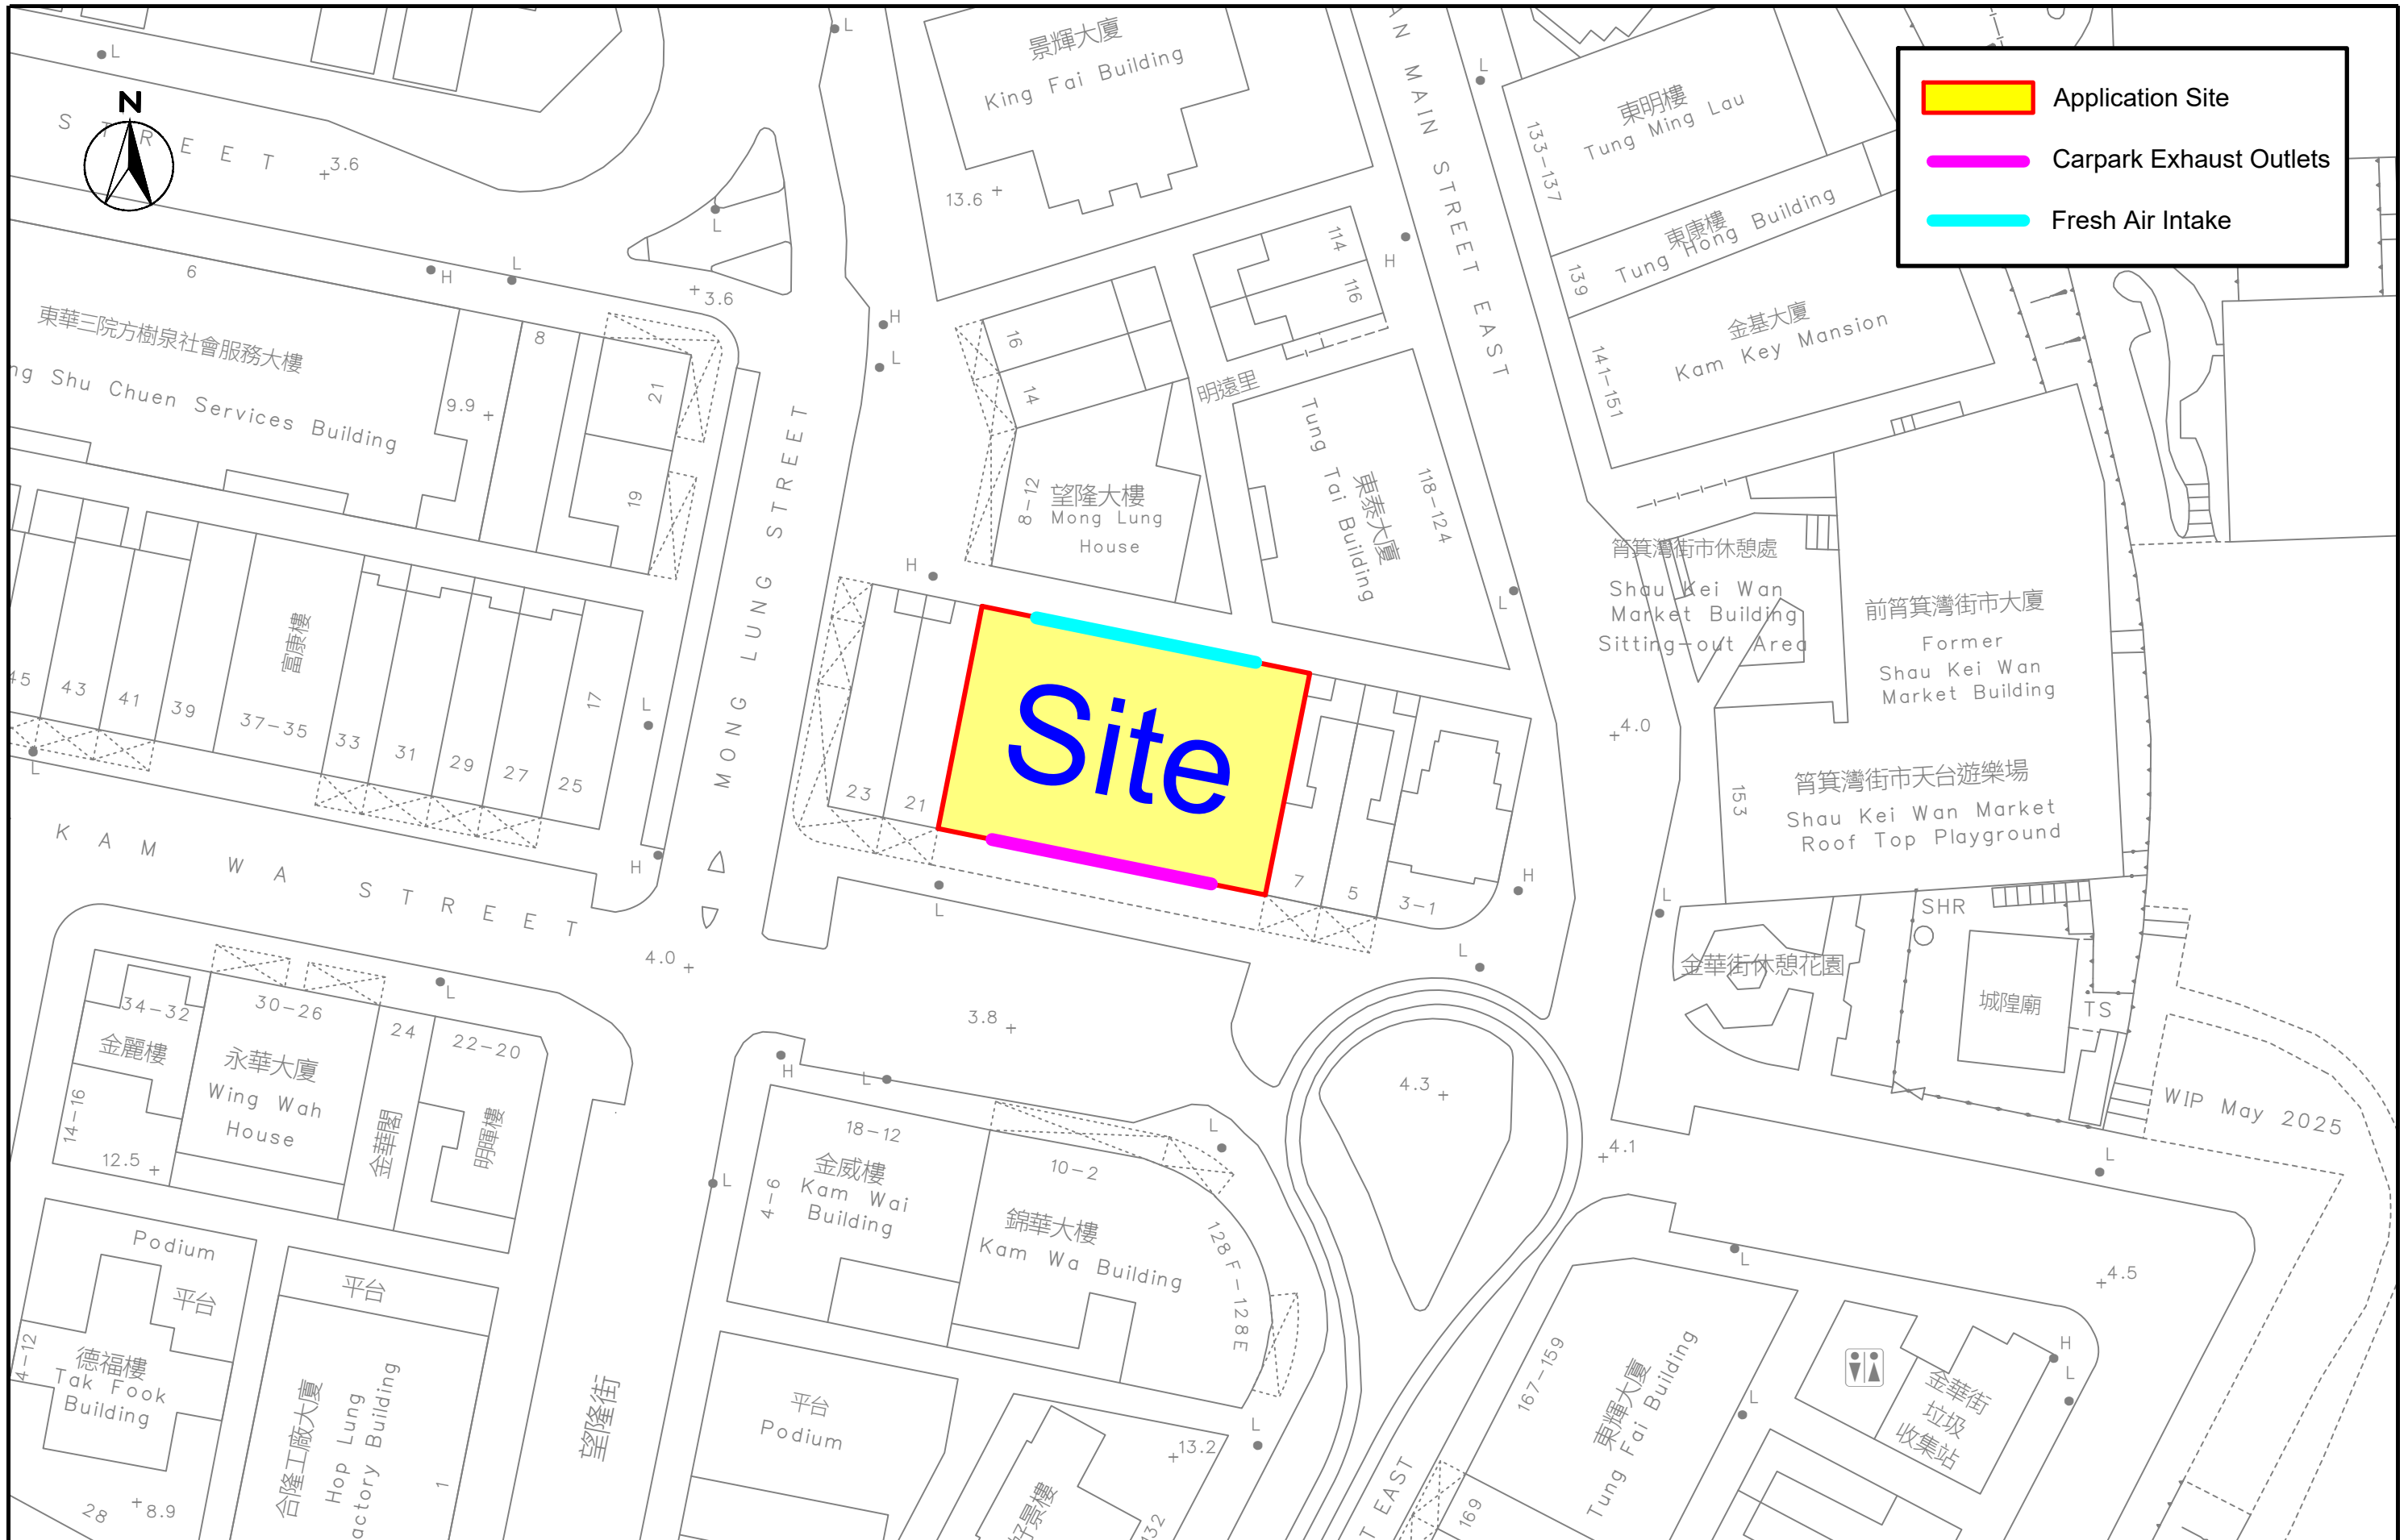 N
Application Site
Carpark Exhaust Outlets
Fresh Air Intake
L
L
STREET
3.6
景輝大廈
King Fai Building
13.6
AN MAIN STREET EAST
L
133-137
東明樓
Tung Ming Lau
東康樓
Tung Hong Building
139
金基大廈
Kam Key Mansion
141-151
L
6
H
L
3.6
H
L
114
116
H
東華三院方樹泉社會服務大樓
ng Shu Chuen Services Building
9.9
8
21
19
16
14
明遠里
8-12
望隆大樓
Mong Lung
House
東泰大廈
Tung Tai Building
118-124
MONG LUNG STREET
H
L
筲箕灣街市休憩處
Shau Kei Wan
Market Building
Sitting-out Area
前筲箕灣街市大廈
Former
Shau Kei Wan
Market Building
4.0
筲箕灣街市天台遊樂場
Shau Kei Wan Market
Roof Top Playground
153
45
43
41
39
富康樓
37-35
33
31
29
27
25
17
L
L
H
23
21
Site
7
5
3-1
H
L
L
L
KAM WA STREET
4.0
3.8
SHR
金華街休憩花園
城隍廟
TS
WIP May 2025
L
34-32
金麗樓
14-16
12.5
30-26
永華大廈
Wing Wah
House
L
24
金華閣
22-20
明暉樓
H
L
L
18-12
金威樓
Kam Wai
Building
4-6
10-2
錦華大樓
Kam Wa Building
128F-128E
L
4.3
4.1
L
4.5
Podium
平台
德福樓
Tak Fook
Building
4-12
28
8.9
平台
合隆工廠大廈
Hop Lung
actory Building
1
望隆街
平台
Podium
13.2
好景樓
132
L
T EAST
169
167-159
東輝大廈
Tung Fai Building
L
金華街
垃圾
收集站
H
L